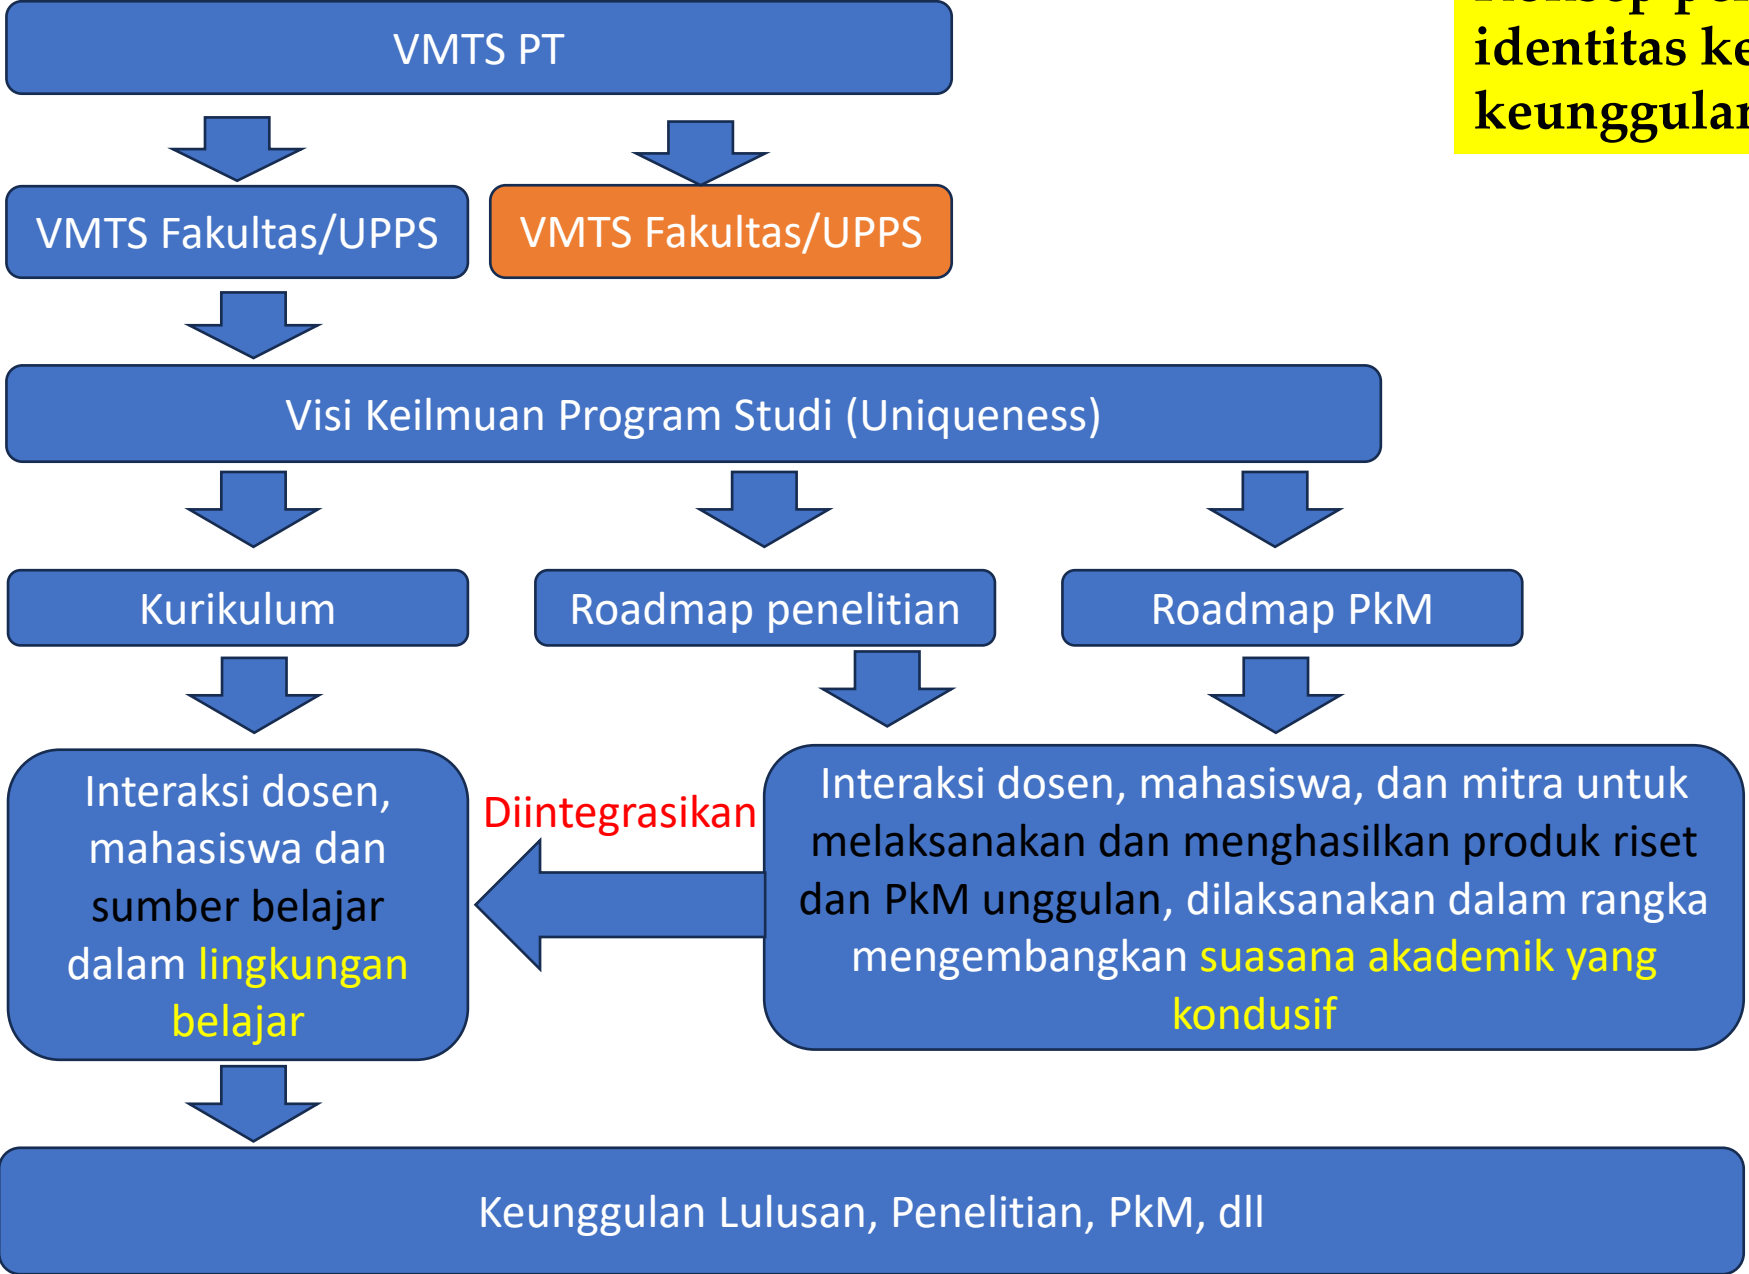 VMTS PT
identitas
VMTS Fakultas/UPPS
VMTS Fakultas/UPPS
Visi Keilmuan Program Studi (Uniqueness)
Kurikulum
Roadmap penelitian
Roadmap PkM
Interaksi dosen,
mahasiswa dan
sumber belajar
dalam lingkungan
belajar
Diintegrasikan
Interaksi dosen, mahasiswa, dan mitra untuk
melaksanakan dan menghasilkan produk riset
dan PkM unggulan, dilaksanakan dalam rangka
mengembangkan suasana akademik yang
kondusif
Keunggulan Lulusan, Penelitian, PkM, dll